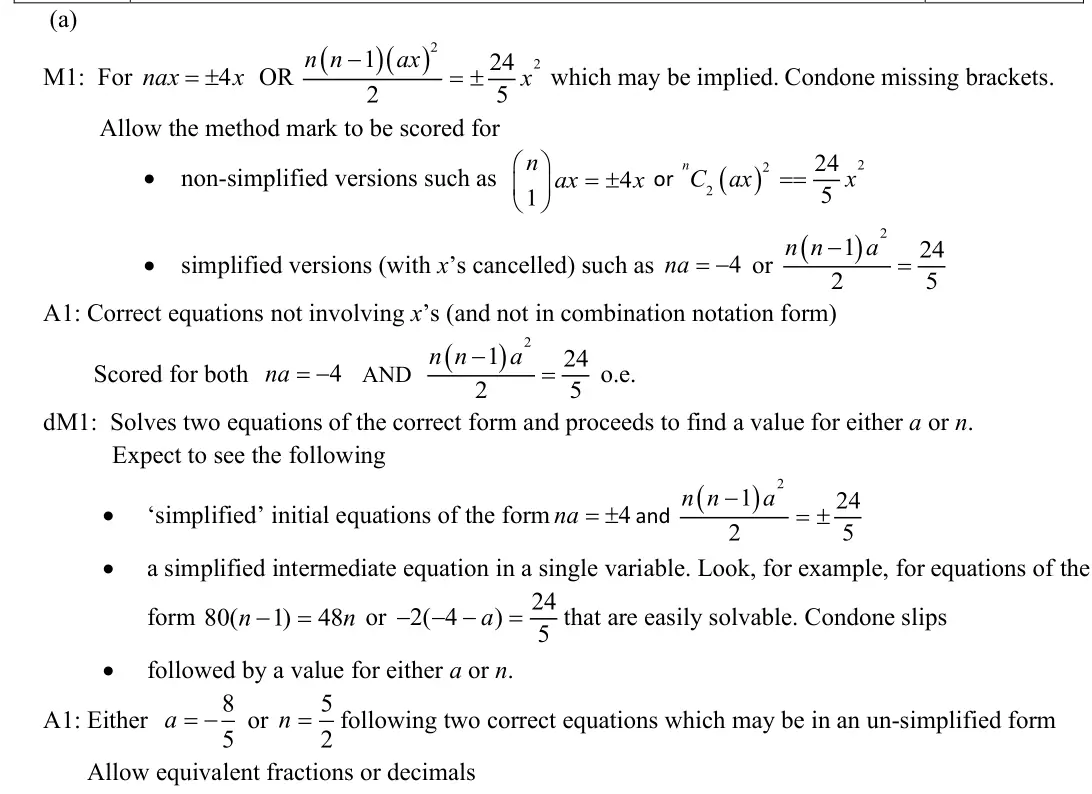 (a)
M1: For nax = ±4x OR n(n−1)(ax)²/2 = ± 24/5 x² which may be implied. Condone missing brackets.
Allow the method mark to be scored for
• non-simplified versions such as (n 1) ax = ±4x or ⁿC₂ (ax)² == 24/5 x²
• simplified versions (with x's cancelled) such as na = −4 or n(n−1)a²/2 = 24/5
A1: Correct equations not involving x's (and not in combination notation form)
Scored for both na = −4 AND n(n−1)a²/2 = 24/5 o.e.
dM1: Solves two equations of the correct form and proceeds to find a value for either a or n.
Expect to see the following
• 'simplified' initial equations of the form na = ±4 and n(n−1)a²/2 = ± 24/5
• a simplified intermediate equation in a single variable. Look, for example, for equations of the
form 80(n−1) = 48n or −2(−4−a) = 24/5 that are easily solvable. Condone slips
• followed by a value for either a or n.
A1: Either a = −8/5 or n = 5/2 following two correct equations which may be in an un-simplified form
Allow equivalent fractions or decimals